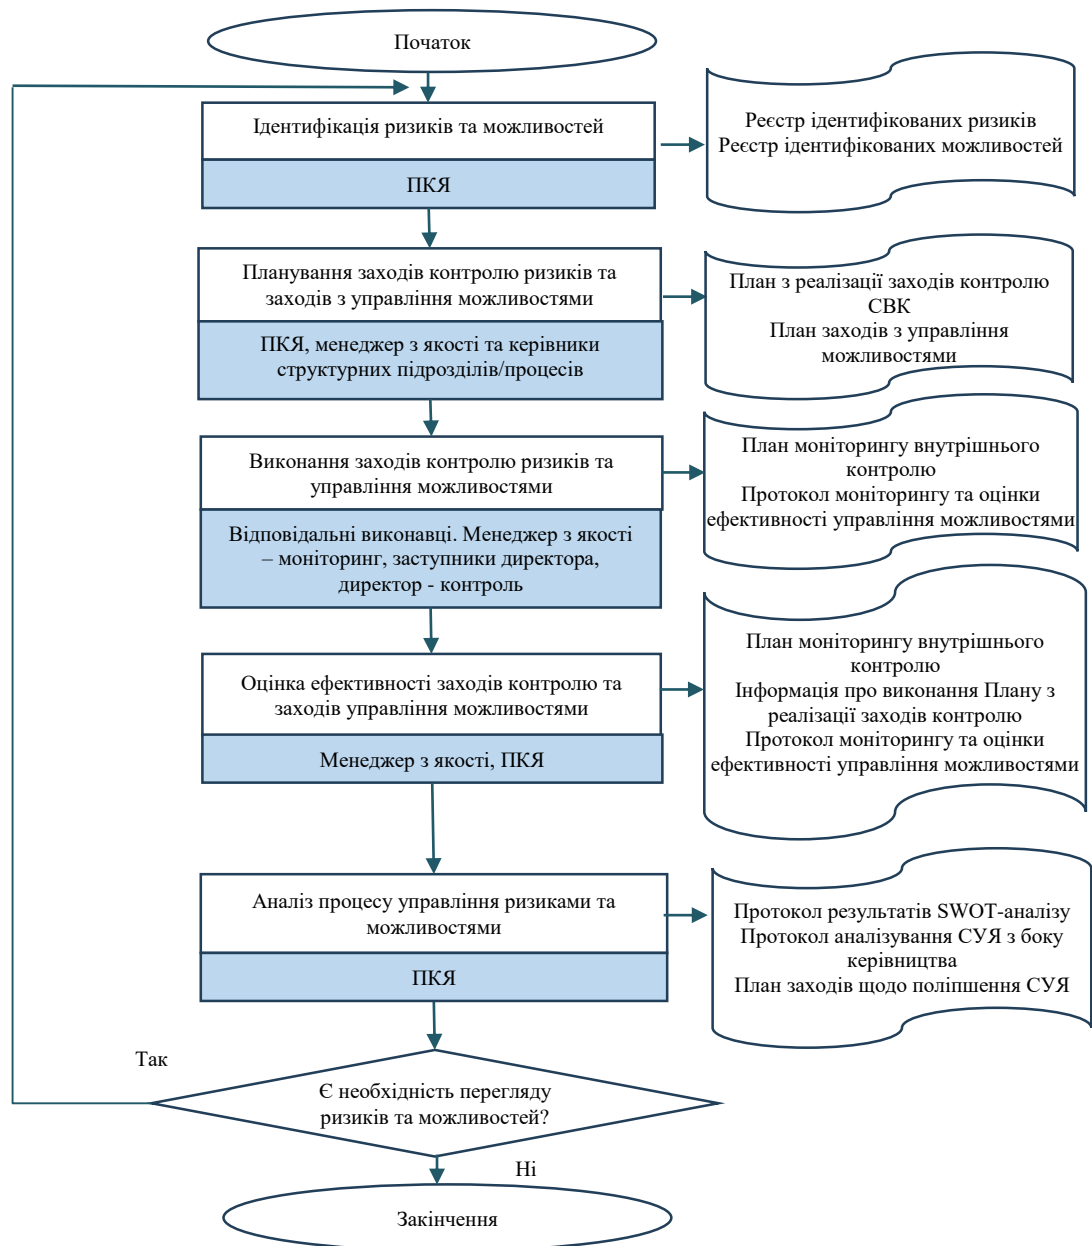 Початок
Ідентифікація ризиків та можливостей
ПКЯ
Реєстр ідентифікованих ризиків
Реєстр ідентифікованих можливостей
Планування заходів контролю ризиків та
заходів з управління можливостями
ПКЯ, менеджер з якості та керівники
структурних підрозділів/процесів
План з реалізації заходів контролю
СВК
План заходів з управління
можливостями
Виконання заходів контролю ризиків та
управління можливостями
Відповідальні виконавці. Менеджер з якості
– моніторинг, заступники директора,
директор - контроль
План моніторингу внутрішнього
контролю
Протокол моніторингу та оцінки
ефективності управління можливостями
Оцінка ефективності заходів контролю та
заходів управління можливостями
Менеджер з якості, ПКЯ
План моніторингу внутрішнього
контролю
Інформація про виконання Плану з
реалізації заходів контролю
Протокол моніторингу та оцінки
ефективності управління можливостями
Аналіз процесу управління ризиками та
можливостями
ПКЯ
Протокол результатів SWOT-аналізу
Протокол аналізування СУЯ з боку
керівництва
План заходів щодо поліпшення СУЯ
Так
Є необхідність перегляду
ризиків та можливостей?
Ні
Закінчення